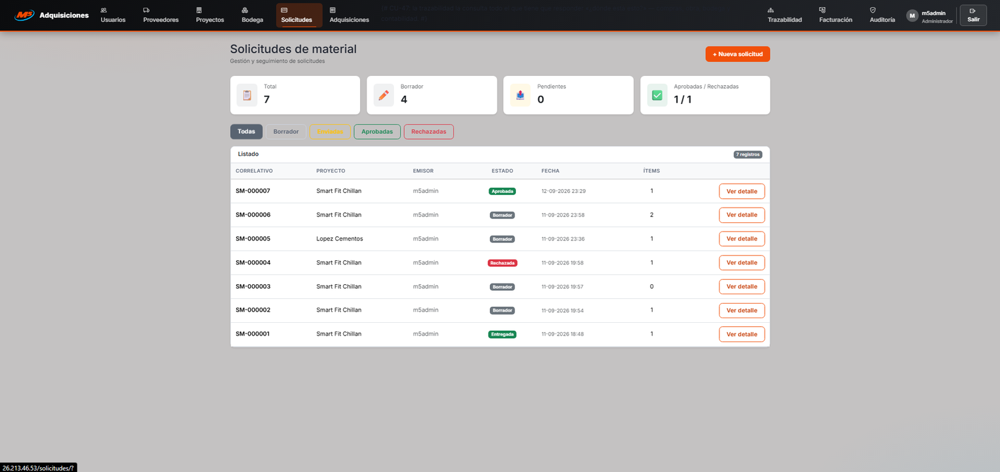 M5 Adquisiciones
Usuarios
Proveedores
Proyectos
Bodega
Solicitudes
Adquisiciones
Trazabilidad
Facturación
Auditoría
M
m5admin
Administrador
Salir
Solicitudes de material
Gestión y seguimiento de solicitudes
+ Nueva solicitud
Total
7
Borrador
4
Pendientes
0
Aprobadas / Rechazadas
1 / 1
Todas Borrador Enviadas Aprobadas Rechazadas
Listado 7 registros
CORRELATIVO PROYECTO EMISOR ESTADO FECHA ÍTEMS
SM-000007 Smart Fit Chillan m5admin Aprobada 12-09-2026 23:29 1 Ver detalle
SM-000006 Smart Fit Chillan m5admin Borrador 11-09-2026 23:58 2 Ver detalle
SM-000005 Lopez Cementos m5admin Borrador 11-09-2026 23:36 1 Ver detalle
SM-000004 Smart Fit Chillan m5admin Rechazada 11-09-2026 19:58 1 Ver detalle
SM-000003 Smart Fit Chillan m5admin Borrador 11-09-2026 19:57 0 Ver detalle
SM-000002 Smart Fit Chillan m5admin Borrador 11-09-2026 19:54 1 Ver detalle
SM-000001 Smart Fit Chillan m5admin Entregada 11-09-2026 18:48 1 Ver detalle
26.213.46.53/solicitudes/?